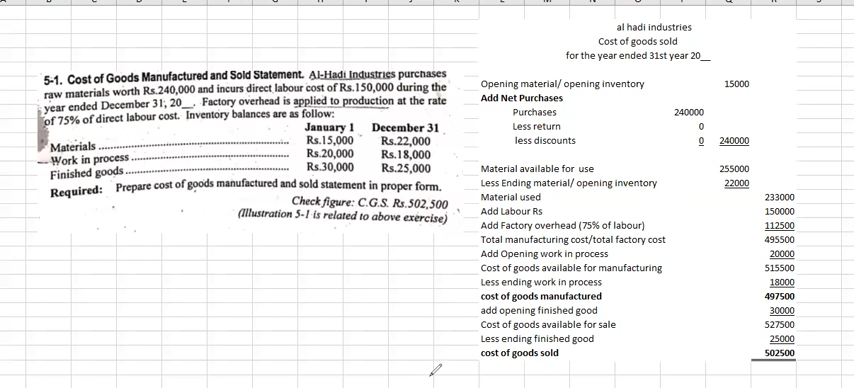 5-1. Cost of Goods Manufactured and Sold Statement. Al-Hadi Industries purchases
raw materials worth Rs.240,000 and incurs direct labour cost of Rs.150,000 during the
year ended December 31, 20__. Factory overhead is applied to production at the rate
of 75% of direct labour cost. Inventory balances are as follow:
January 1 December 31
Materials Rs.15,000 Rs.22,000
Work in process Rs.20,000 Rs.18,000
Finished goods Rs.30,000 Rs.25,000
Required: Prepare cost of goods manufactured and sold statement in proper form.
Check figure: C.G.S. Rs.502,500
(Illustration 5-1 is related to above exercise)
al hadi industries
Cost of goods sold
for the year ended 31st year 20__
Opening material/ opening inventory 15000
Add Net Purchases
Purchases 240000
Less return 0
less discounts 0 240000
Material available for use 255000
Less Ending material/ opening inventory 22000
Material used 233000
Add Labour Rs 150000
Add Factory overhead (75% of labour) 112500
Total manufacturing cost/total factory cost 495500
Add Opening work in process 20000
Cost of goods available for manufacturing 515500
Less ending work in process 18000
cost of goods manufactured 497500
add opening finished good 30000
Cost of goods available for sale 527500
Less ending finished good 25000
cost of goods sold 502500